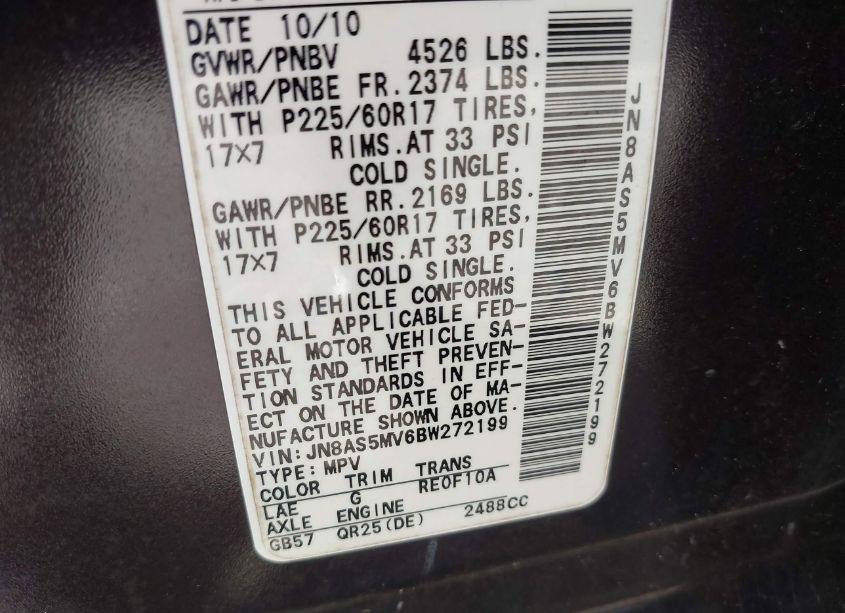 DATE 10/10
GVWR/PNBV 4526 LBS.
GAWR/PNBE FR. 2374 LBS.
WITH P225/60R17 TIRES,
17X7 RIMS.AT 33 PSI
COLD SINGLE.
GAWR/PNBE RR. 2169 LBS.
WITH P225/60R17 TIRES,
17X7 RIMS.AT 33 PSI
COLD SINGLE.
THIS VEHICLE CONFORMS
TO ALL APPLICABLE FED-
ERAL MOTOR VEHICLE SA-
FETY AND THEFT PREVEN-
TION STANDARDS IN EFF-
ECT ON THE DATE OF MA-
NUFACTURE SHOWN ABOVE.
VIN:JN8AS5MV6BW272199
TYPE:MPV
COLOR TRIM TRANS
LAE G RE0F10A
AXLE ENGINE
GB57 QR25(DE) 2488CC
JN8AS5MV6BW272199